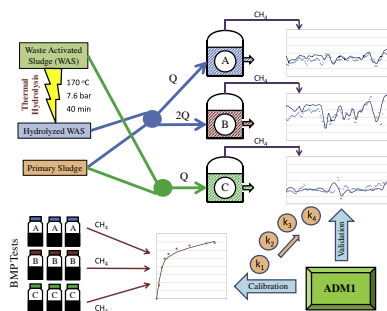 CH₄
Waste Activated
Sludge (WAS)
Q
A
Thermal
Hydrolysis
170 ºC
7.6 bar
40 min
CH₄
2Q
B
Hydrolyzed WAS
CH₄
Primary Sludge
Q
C
BMP Tests
A A A
CH₄
B B B
CH₄
C C C
CH₄
k₁
k₂
k₃
k₄
Validation
Calibration
ADM1